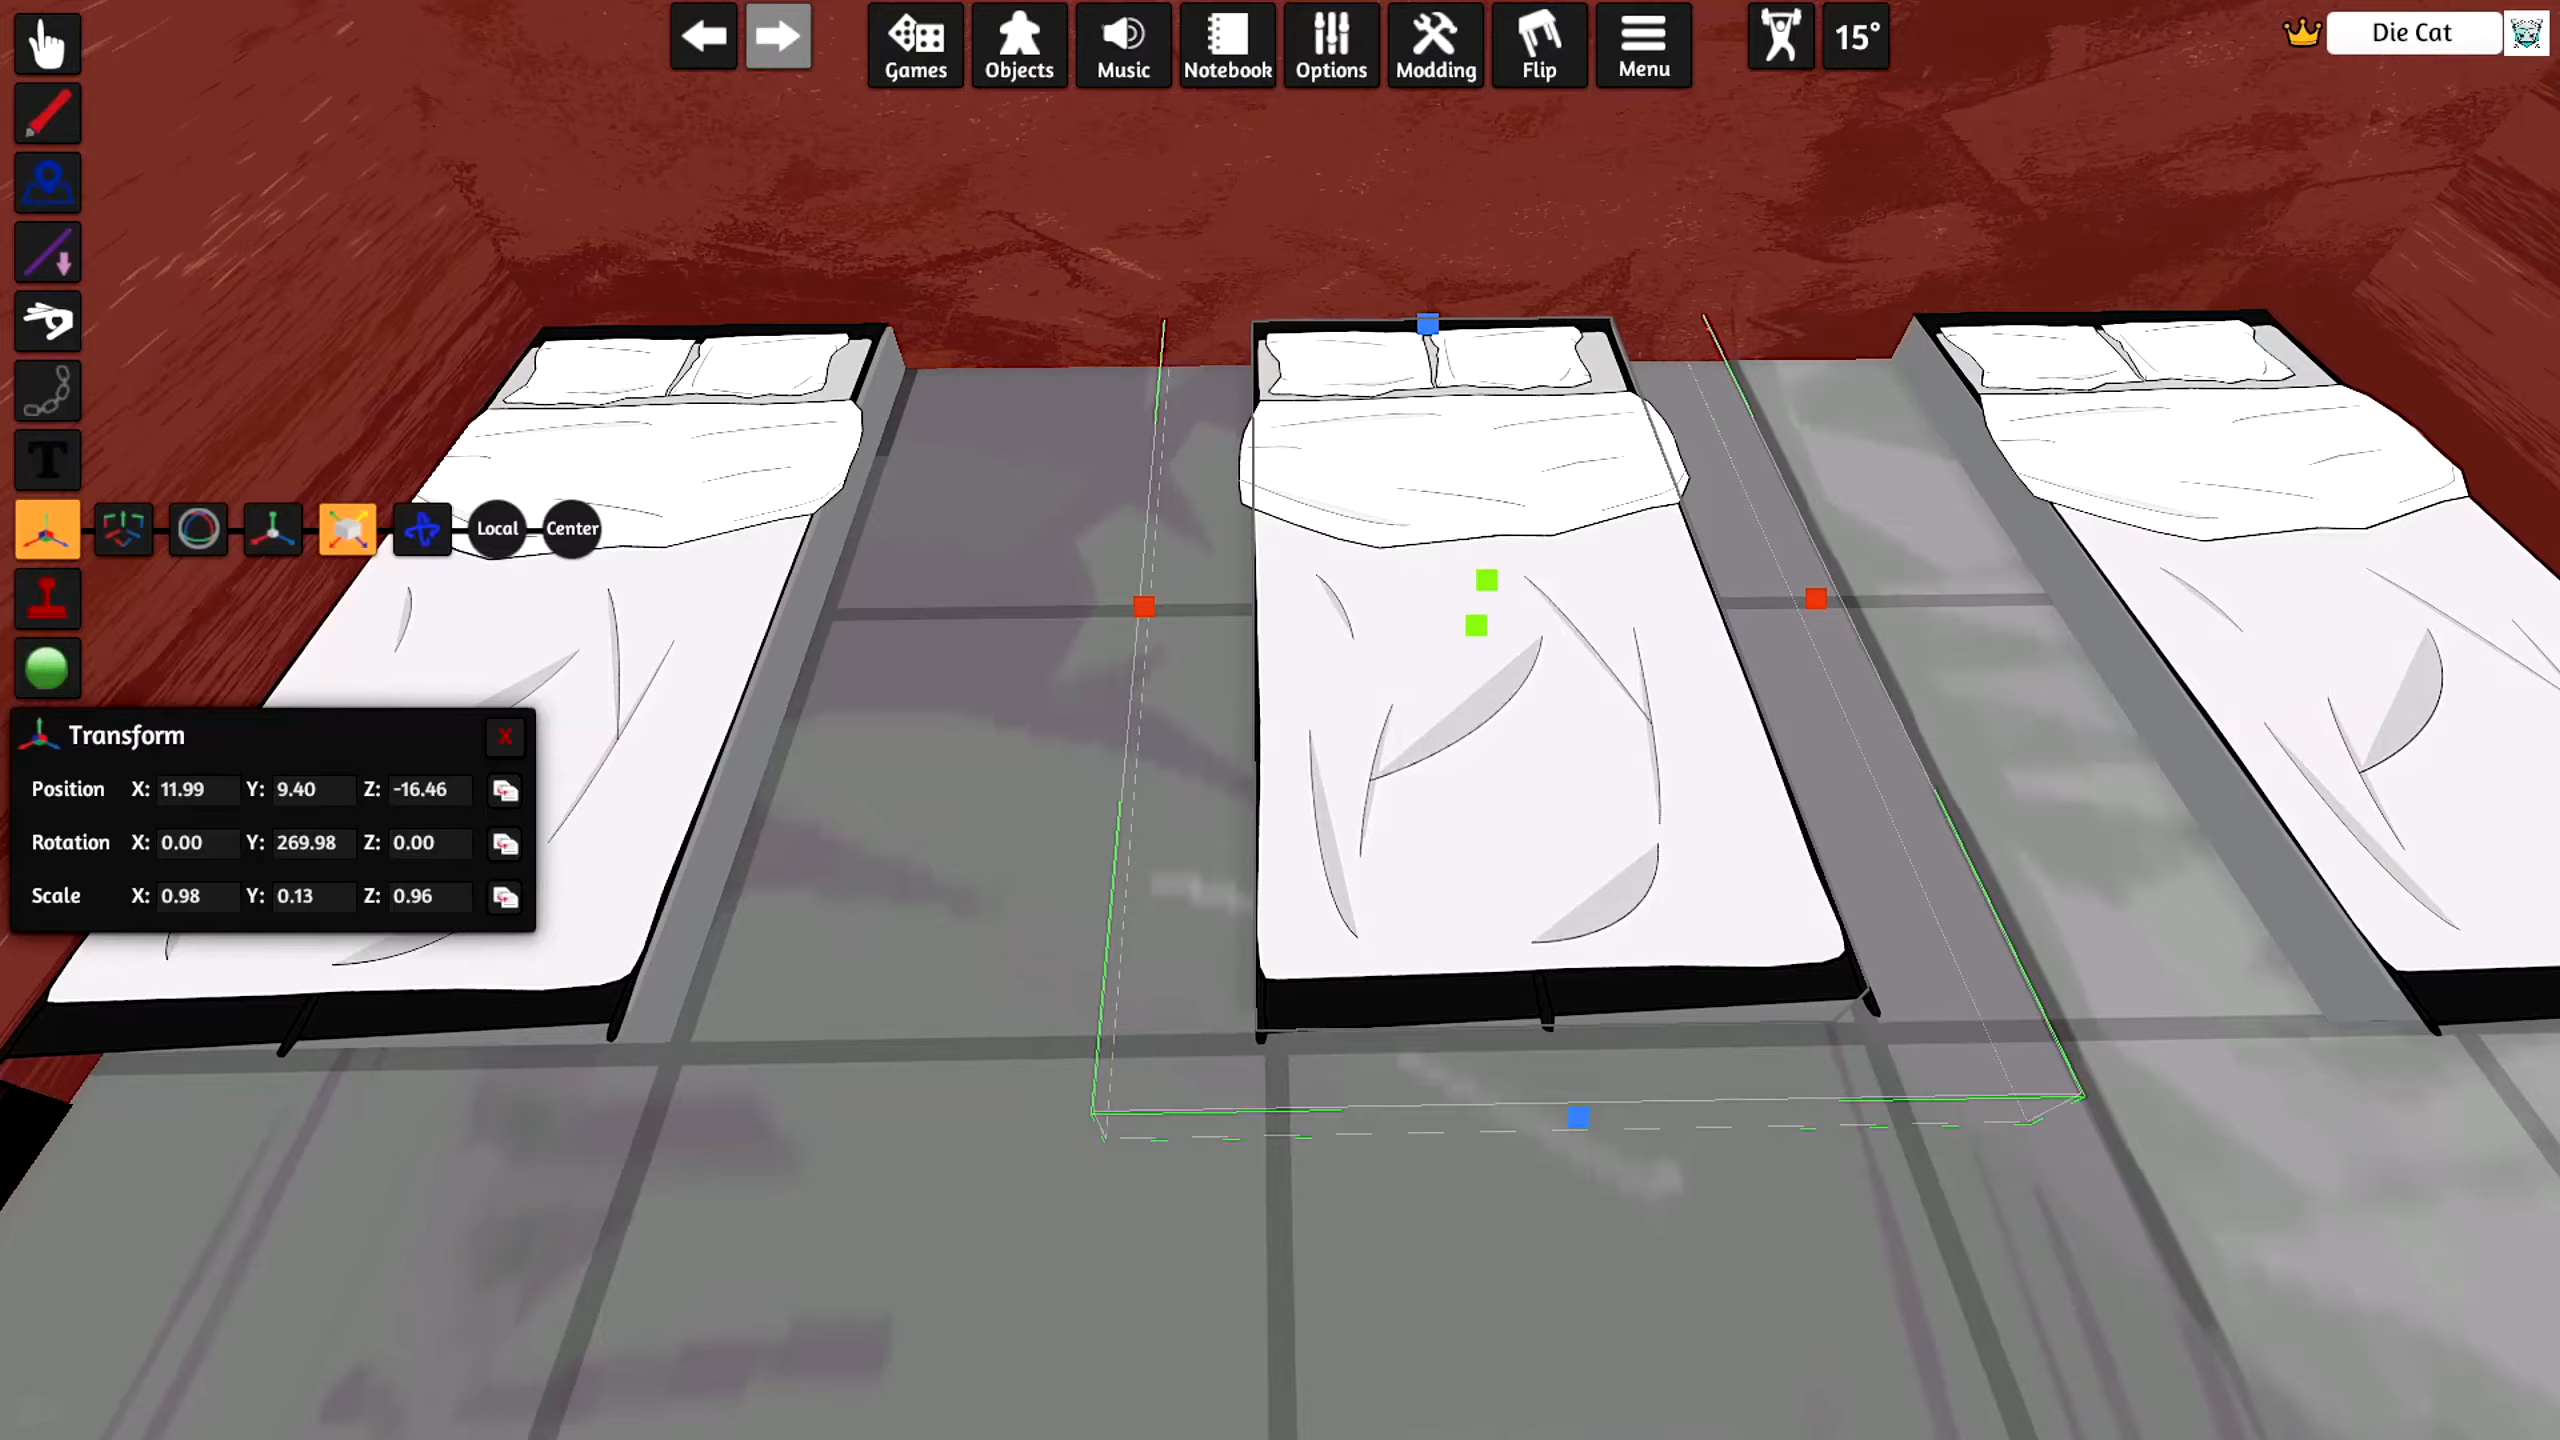 Games
Objects
Music
Notebook
Options
Modding
Flip
Menu
15°
Die Cat
T
Local
Center
Transform
X
Position X: 11.99 Y: 9.40 Z: -16.46
Rotation X: 0.00 Y: 269.98 Z: 0.00
Scale X: 0.98 Y: 0.13 Z: 0.96